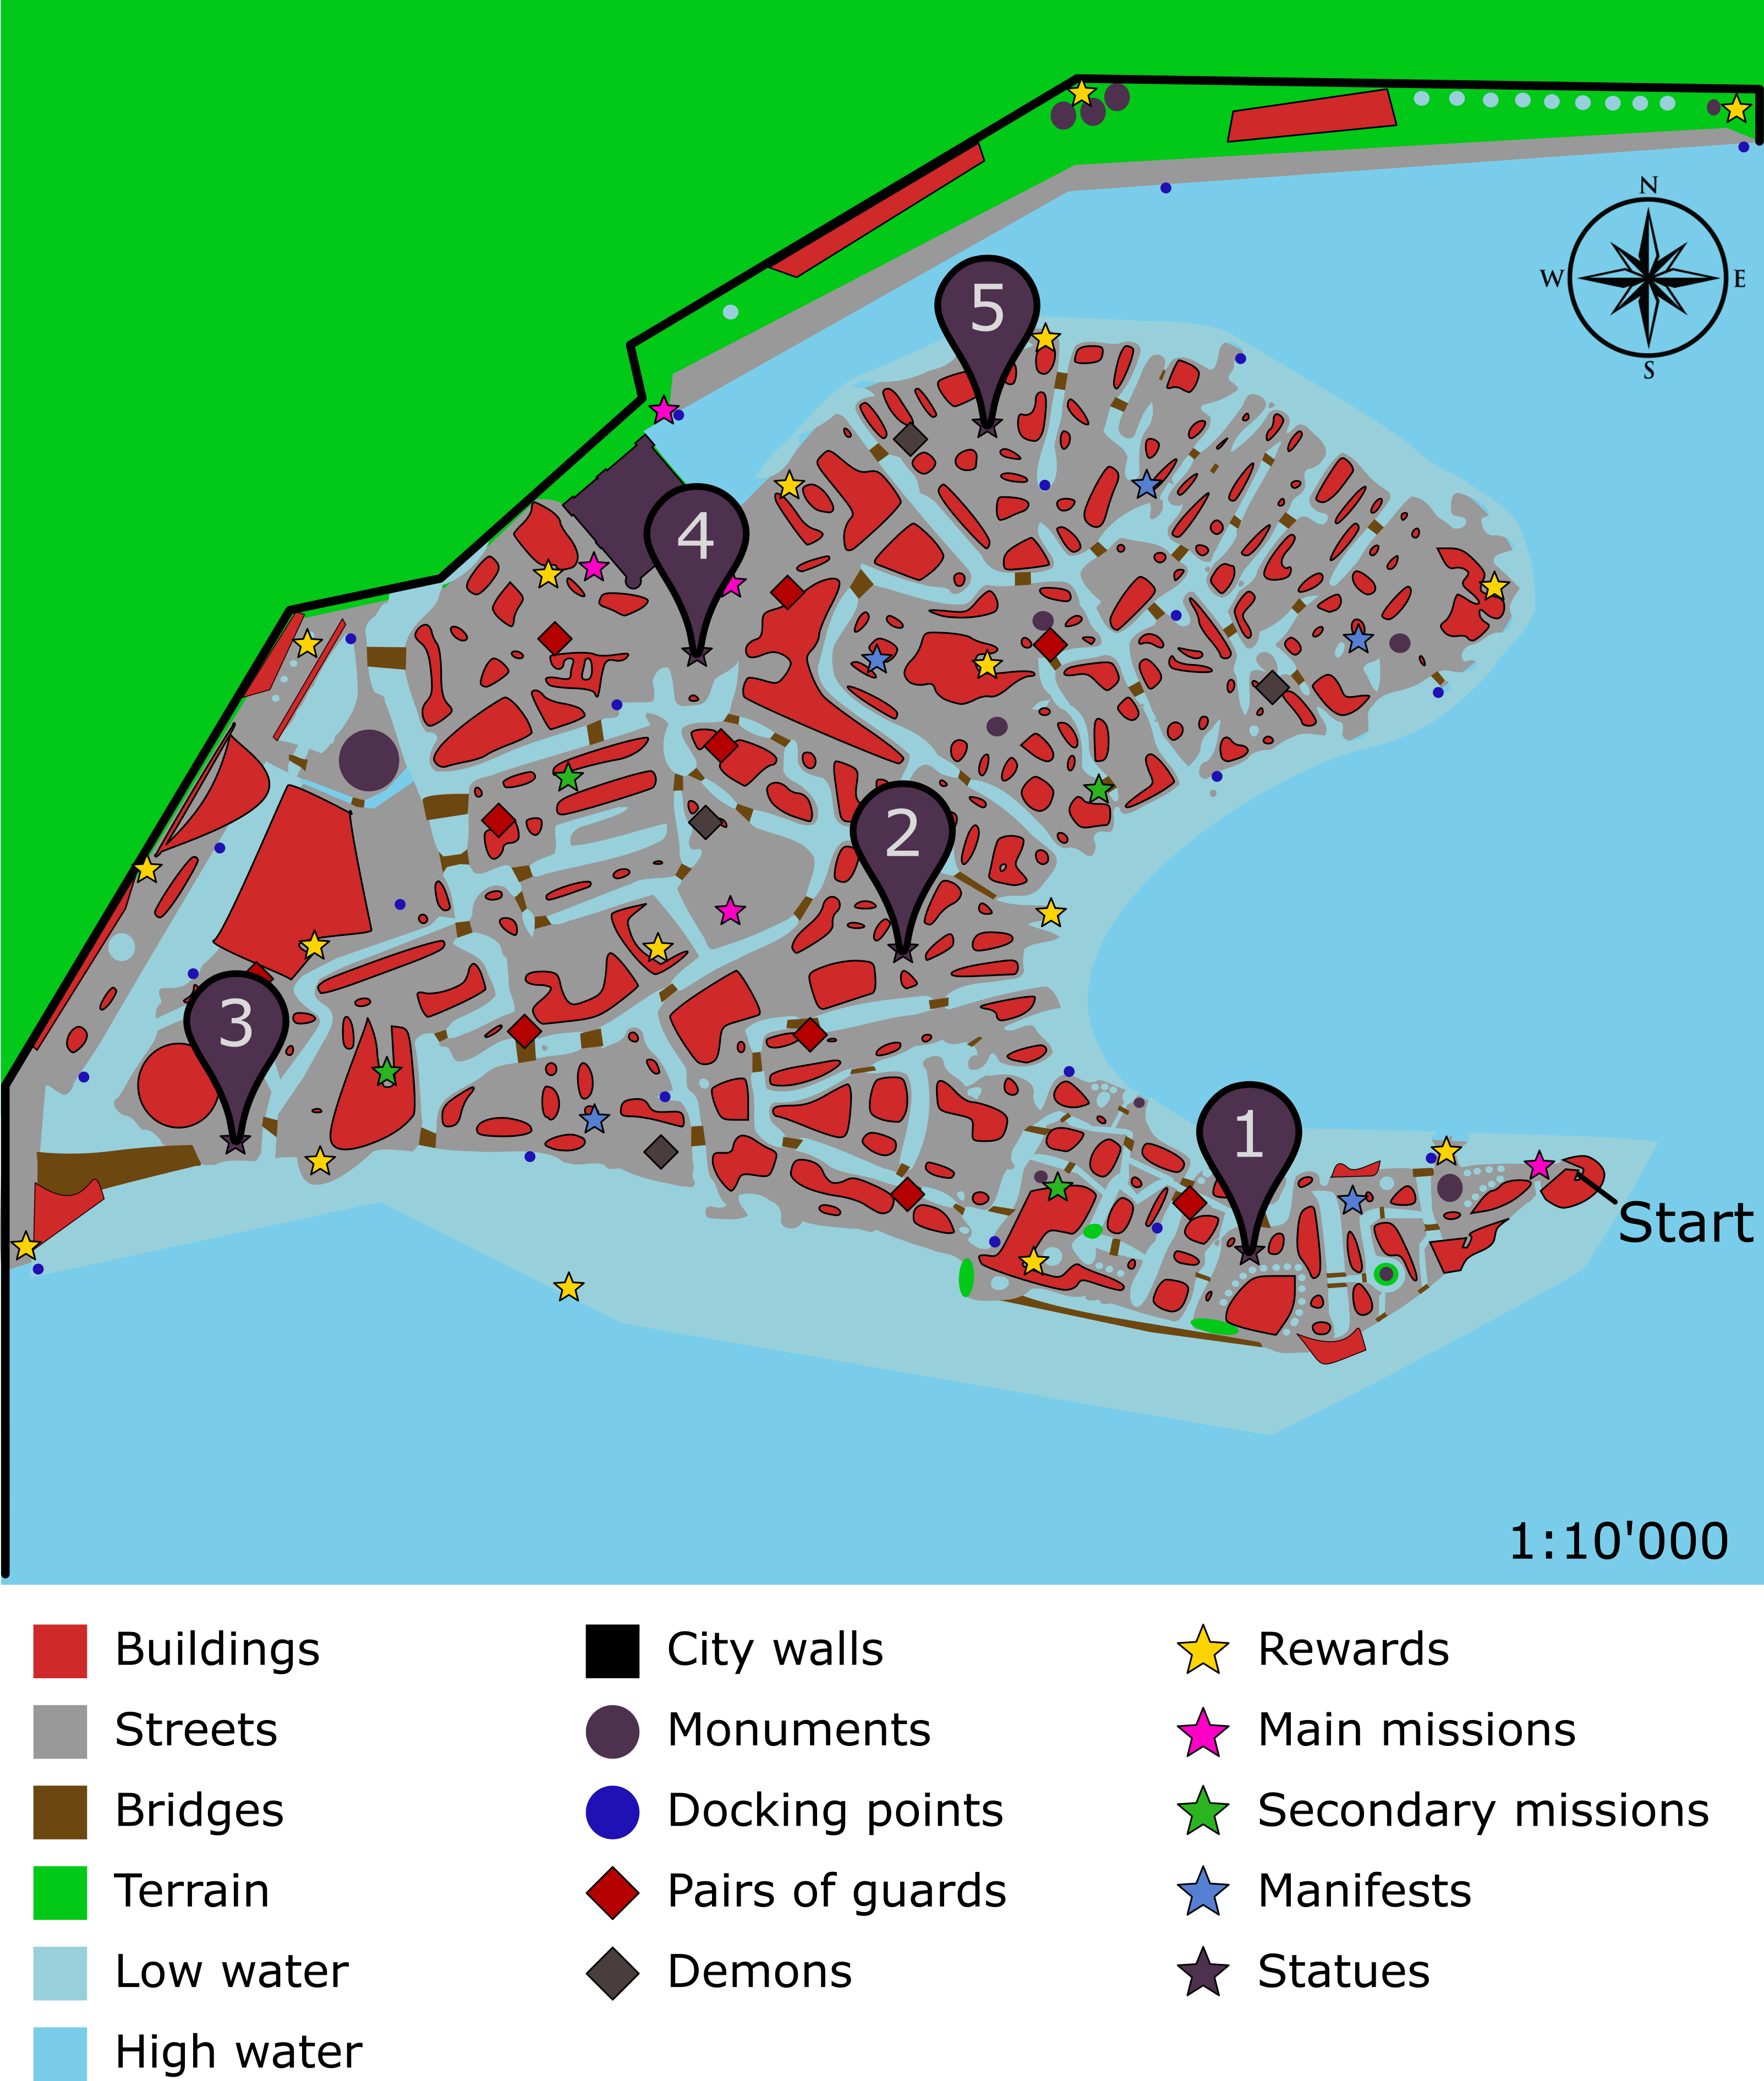 N
W E
S
5
4
2
3
1
Start
1:10'000
Buildings City walls Rewards
Streets Monuments Main missions
Bridges Docking points Secondary missions
Terrain Pairs of guards Manifests
Low water Demons Statues
High water